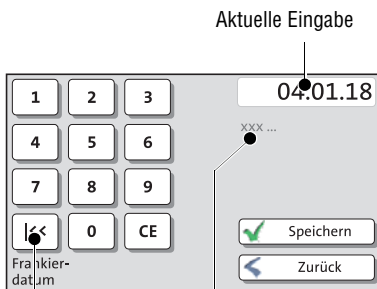 Aktuelle Eingabe
04.01.18
1 2 3
xxx ...
4 5 6
7 8 9
|<< 0 CE
Speichern
Frankier-
datum
Zurück